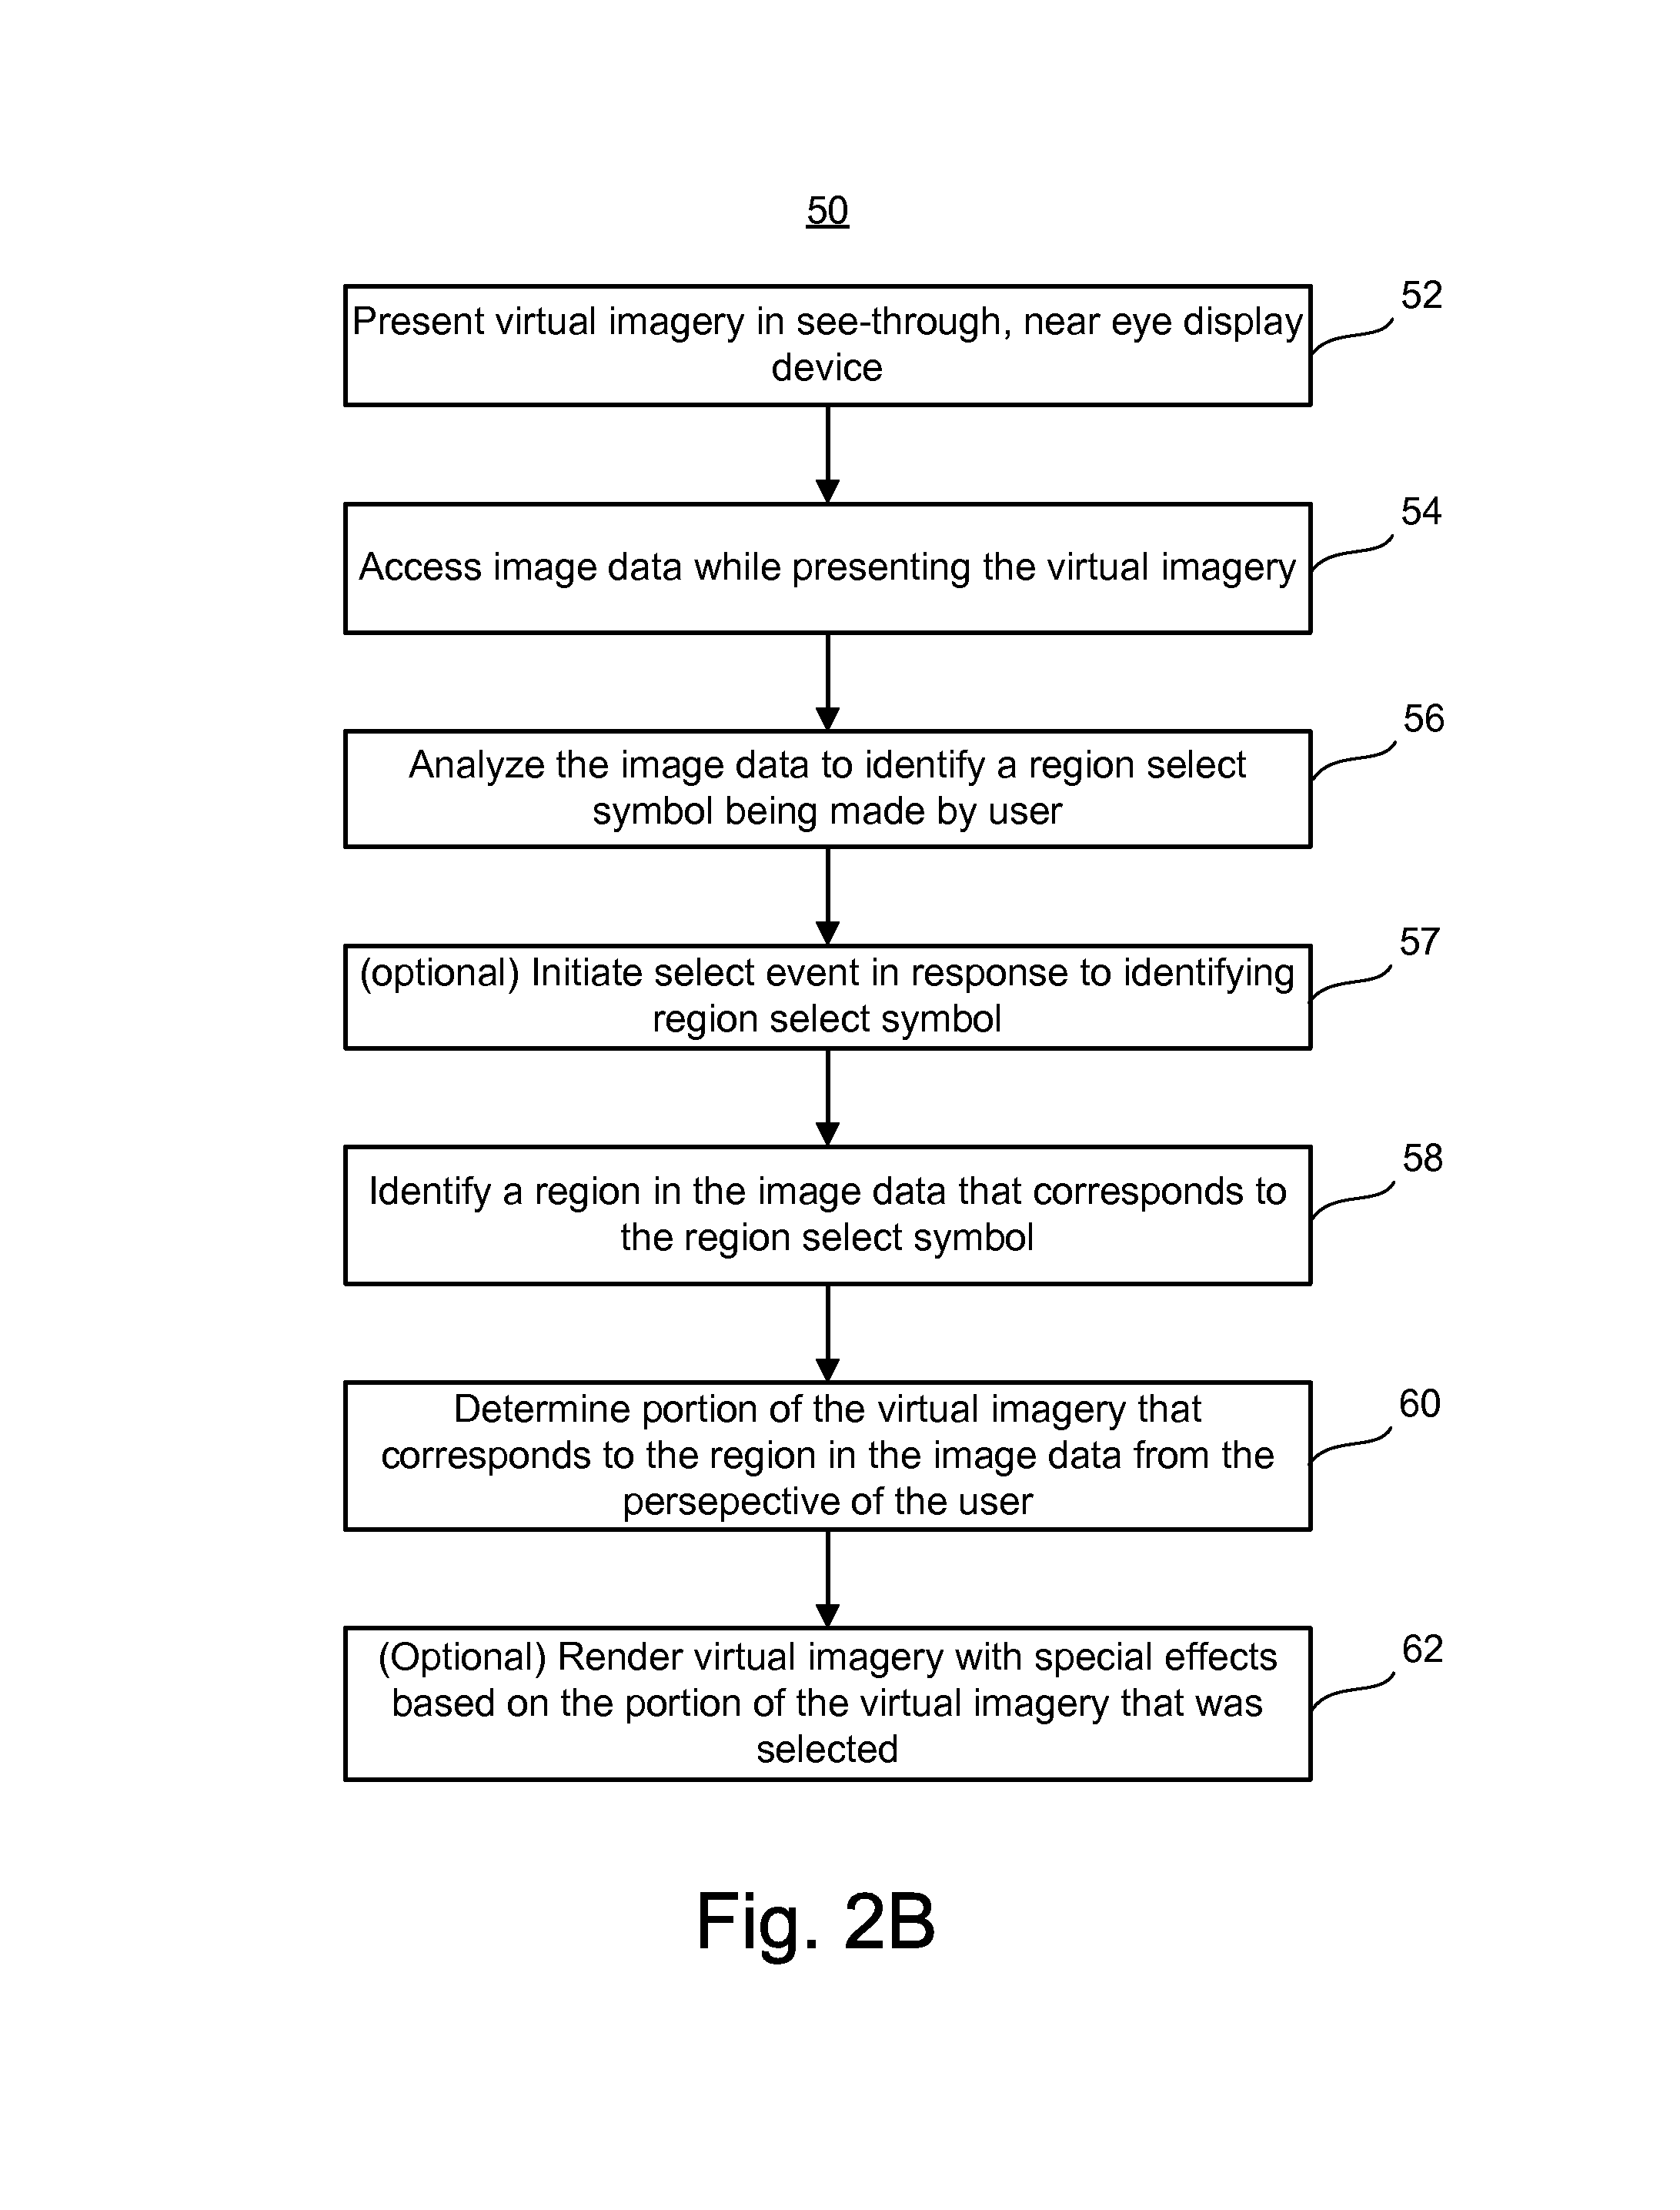 50
52
Present virtual imagery in see-through, near eye display
device
54
Access image data while presenting the virtual imagery
56
Analyze the image data to identify a region select
symbol being made by user
57
(optional) Initiate select event in response to identifying
region select symbol
58
Identify a region in the image data that corresponds to
the region select symbol
60
Determine portion of the virtual imagery that
corresponds to the region in the image data from the
persepective of the user
62
(Optional) Render virtual imagery with special effects
based on the portion of the virtual imagery that was
selected
Fig. 2B